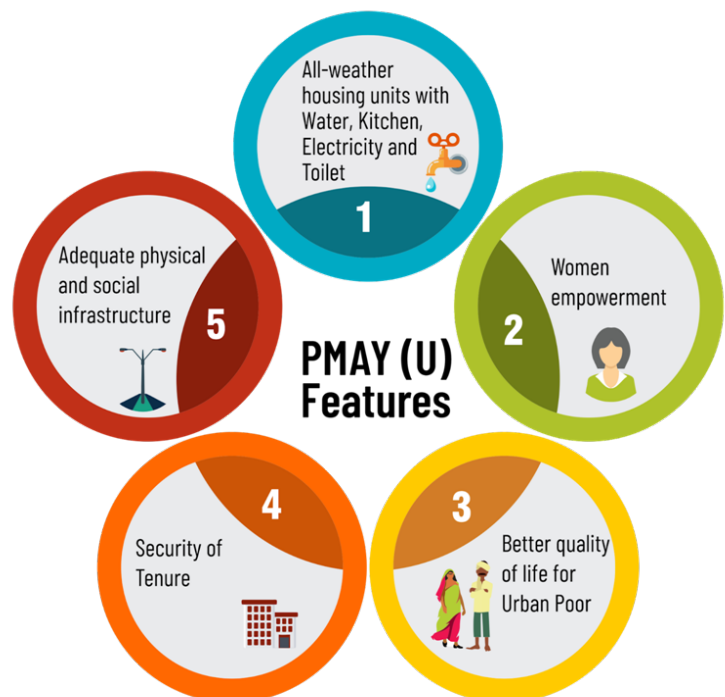 All-weather
housing units with
Water, Kitchen,
Electricity and
Toilet
1
Women
empowerment
2
Better quality
of life for
Urban Poor
3
Security of
Tenure
4
Adequate physical
and social
infrastructure
5
PMAY (U)
Features